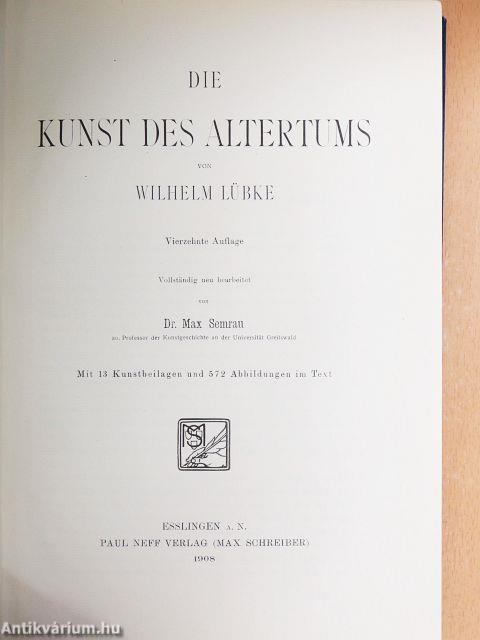 DIE
KUNST DES ALTERTUMS
VON
WILHELM LÜBKE
Vierzehnte Auflage
Vollständig neu bearbeitet
von
Dr. Max Semrau
ao. Professor der Kunstgeschichte an der Universität Greifswald
Mit 13 Kunstbeilagen und 572 Abbildungen im Text
MS
ESSLINGEN A. N.
PAUL NEFF VERLAG (MAX SCHREIBER)
1908
Antikvárium.hu